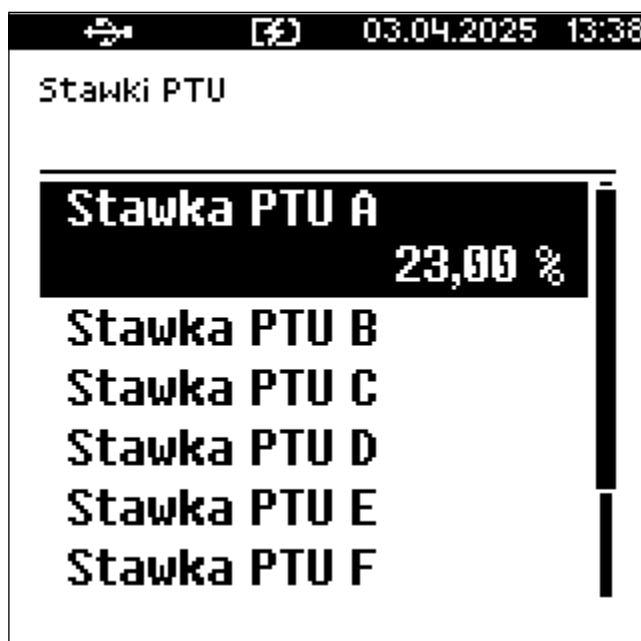 03.04.2025 13:38
Stawki PTU
Stawka PTU A
23,00 %
Stawka PTU B
Stawka PTU C
Stawka PTU D
Stawka PTU E
Stawka PTU F